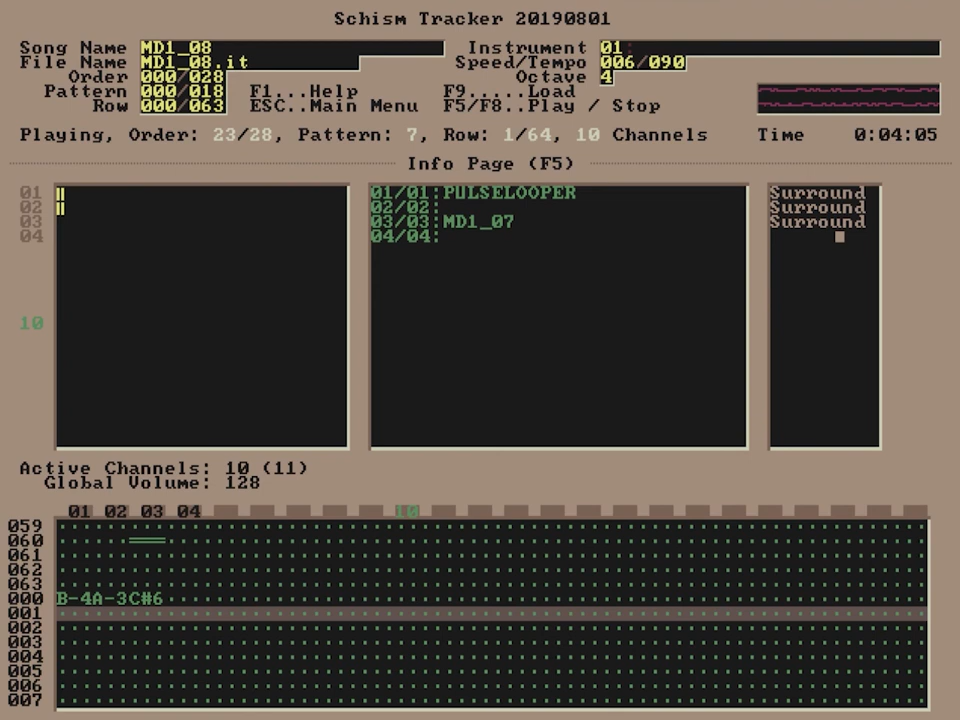 Schism Tracker 20190801
Song Name MD1_08 Instrument 01:
File Name MD1_08.it Speed/Tempo 006/090
Order 000/028 Octave 4
Pattern 000/018 F1...Help F9.....Load
Row 000/063 ESC..Main Menu F5/F8..Play / Stop
Playing, Order: 23/28, Pattern: 7, Row: 1/64, 10 Channels Time 0:04:05
Info Page (F5)
01 01/01:PULSELOOPER Surround
02 02/02: Surround
03 03/03:MD1_07 Surround
04 04/04:
10
Active Channels: 10 (11)
Global Volume: 128
01 02 03 04 10
059
060
061
062
063
000 B-4A-3C#6
001
002
003
004
005
006
007